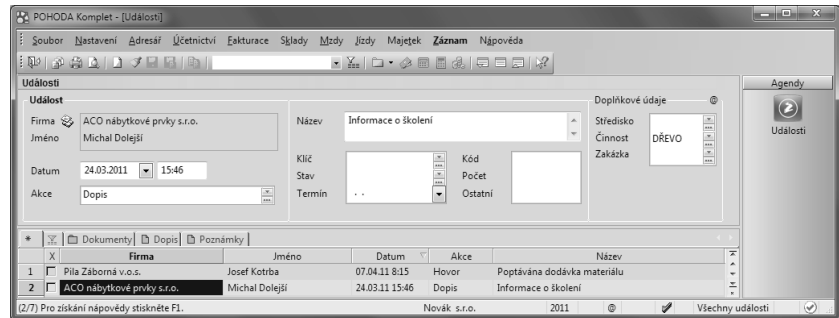 POHODA Komplet - [Události]
Soubor Nastavení Adresář Účetnictví Fakturace Sklady Mzdy Jízdy Majetek Záznam Nápověda
Události
Agendy
Událost
Doplňkové údaje @
Firma ACO nábytkové prvky s.r.o.
Název Informace o školení
Středisko
Události
Jméno Michal Dolejší
Činnost DŘEVO
Zakázka
Klíč Kód
Datum 24.03.2011 15:46
Stav Počet
Akce Dopis
Termín . . Ostatní
* Dokumenty Dopis Poznámky
X Firma Jméno Datum Akce Název
1 Pila Záborná v.o.s. Josef Kotrba 07.04.11 8:15 Hovor Poptávána dodávka materiálu
2 ACO nábytkové prvky s.r.o. Michal Dolejší 24.03.11 15:46 Dopis Informace o školení
(2/7) Pro získání nápovědy stiskněte F1. Novák s.r.o. 2011 @ Všechny události